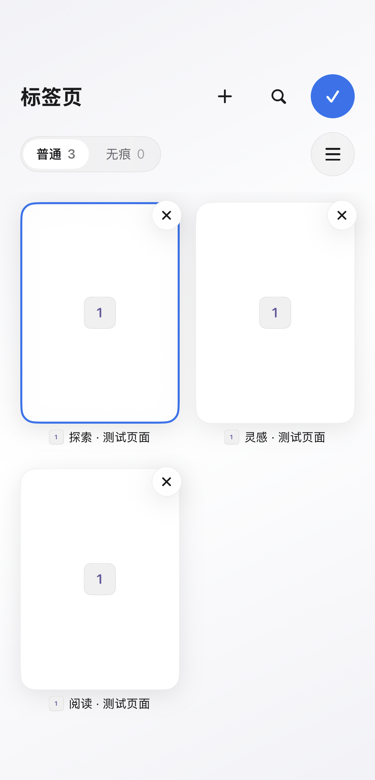 标签页
普通 3 无痕 0
1 1
1 探索 · 测试页面 1 灵感 · 测试页面
1
1 阅读 · 测试页面